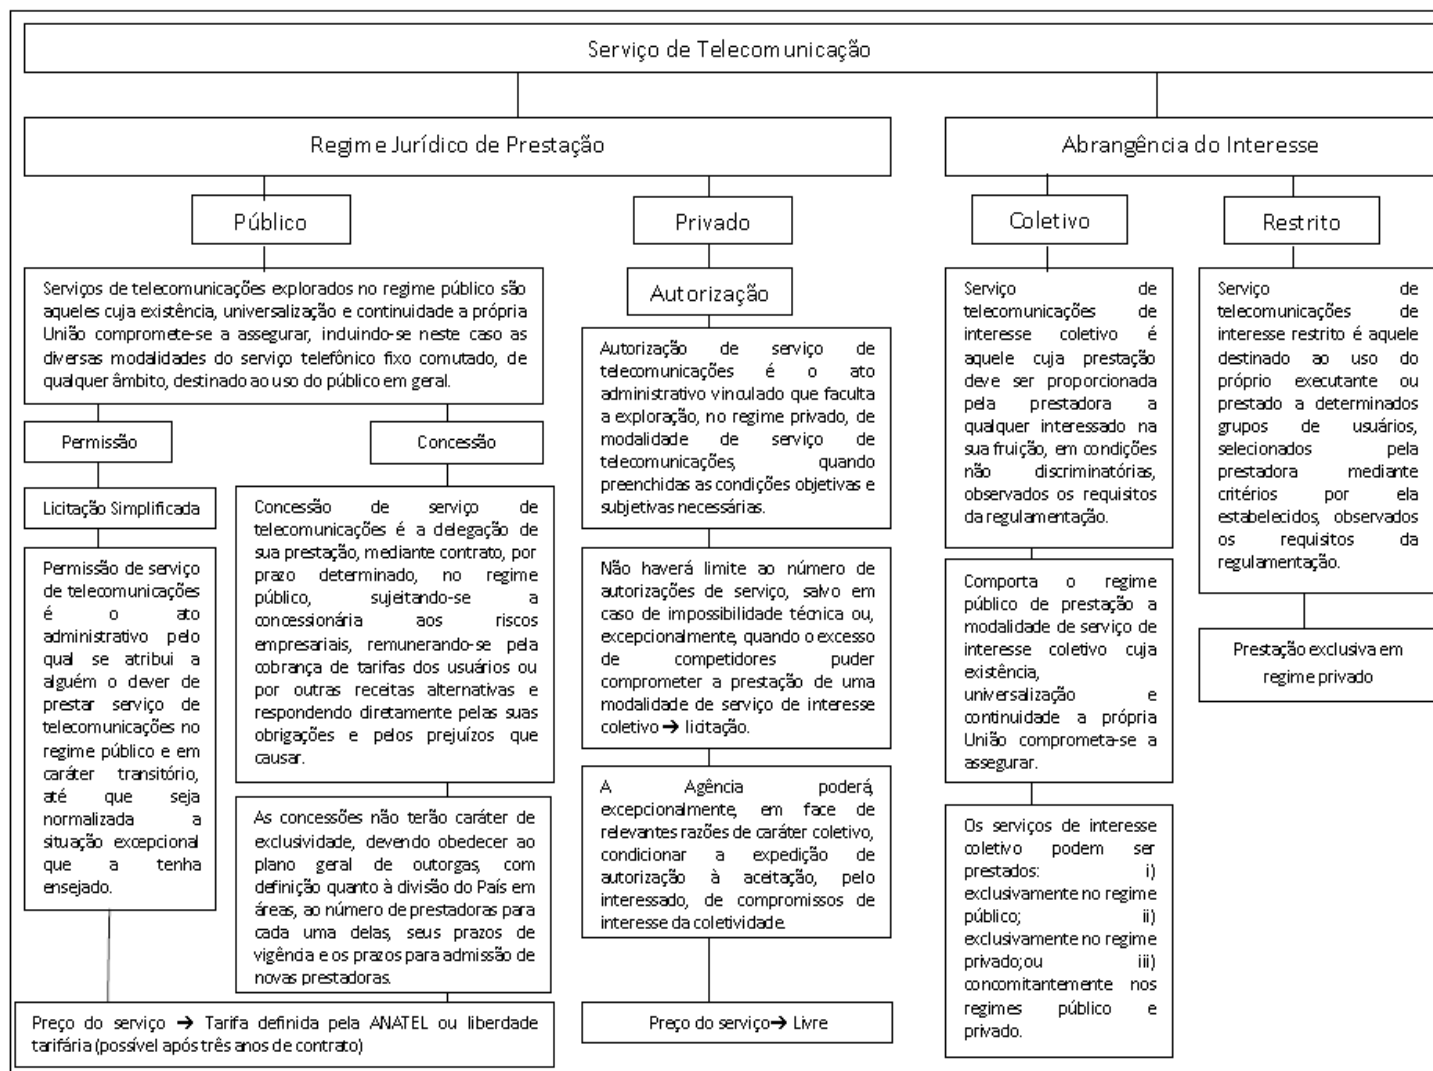 Serviço de Telecomunicação
Regime Jurídico de Prestação
Abrangência do Interesse
Público
Privado
Coletivo
Restrito
Serviços de telecomunicações explorados no regime público são
aqueles cuja existência, universalização e continuidade a própria
União compromete-se a assegurar, incluindo-se neste caso as
diversas modalidades do serviço telefônico fixo comutado, de
qualquer âmbito, destinado ao uso do público em geral.
Permissão
Licitação Simplificada
Permissão de serviço
de telecomunicações
é o ato
administrativo pelo
qual se atribui a
alguém o dever de
prestar serviço de
telecomunicações no
regime público e em
caráter transitório,
até que seja
normalizada a
situação excepcional
que a tenha
ensejado.
Concessão
Concessão de serviço de
telecomunicações é a delegação de
sua prestação, mediante contrato, por
prazo determinado, no regime
público, sujeitando-se a
concessionária aos riscos
empresariais, remunerando-se pela
cobrança de tarifas dos usuários ou
por outras receitas alternativas e
respondendo diretamente pelas suas
obrigações e pelos prejuízos que
causar.
As concessões não terão caráter de
exclusividade, devendo obedecer ao
plano geral de outorgas, com
definição quanto à divisão do País em
áreas, ao número de prestadoras para
cada uma delas, seus prazos de
vigência e os prazos para admissão de
novas prestadoras.
Preço do serviço ➔ Tarifa definida pela ANATEL ou liberdade
tarifária (possível após três anos de contrato)
Autorização
Autorização de serviço de
telecomunicações é o ato
administrativo vinculado que faculta
a exploração, no regime privado, de
modalidade de serviço de
telecomunicações, quando
preenchidas as condições objetivas e
subjetivas necessárias.
Não haverá limite ao número de
autorizações de serviço, salvo em
caso de impossibilidade técnica ou,
excepcionalmente, quando o excesso
de competidores puder
comprometer a prestação de uma
modalidade de serviço de interesse
coletivo ➔ licitação.
A Agência poderá,
excepcionalmente, em face de
relevantes razões de caráter coletivo,
condicionar a expedição de
autorização à aceitação, pelo
interessado, de compromissos de
interesse da coletividade.
Preço do serviço➔ Livre
Serviço de
telecomunicações de
interesse coletivo é
aquele cuja prestação
deve ser proporcionada
pela prestadora a
qualquer interessado na
sua fruição, em condições
não discriminatórias,
observados os requisitos
da regulamentação.
Comporta o regime
público de prestação a
modalidade de serviço de
interesse coletivo cuja
existência,
universalização e
continuidade a própria
União comprometa-se a
assegurar.
Os serviços de interesse
coletivo podem ser
prestados: i)
exclusivamente no regime
público; ii)
exclusivamente no regime
privado;ou iii)
concomitantemente nos
regimes público e
privado.
Serviço de
telecomunicações de
interesse restrito é aquele
destinado ao uso do
próprio executante ou
prestado a determinados
grupos de usuários,
selecionados pela
prestadora mediante
critérios por ela
estabelecidos, observados
os requisitos da
regulamentação.
Prestação exclusiva em
regime privado